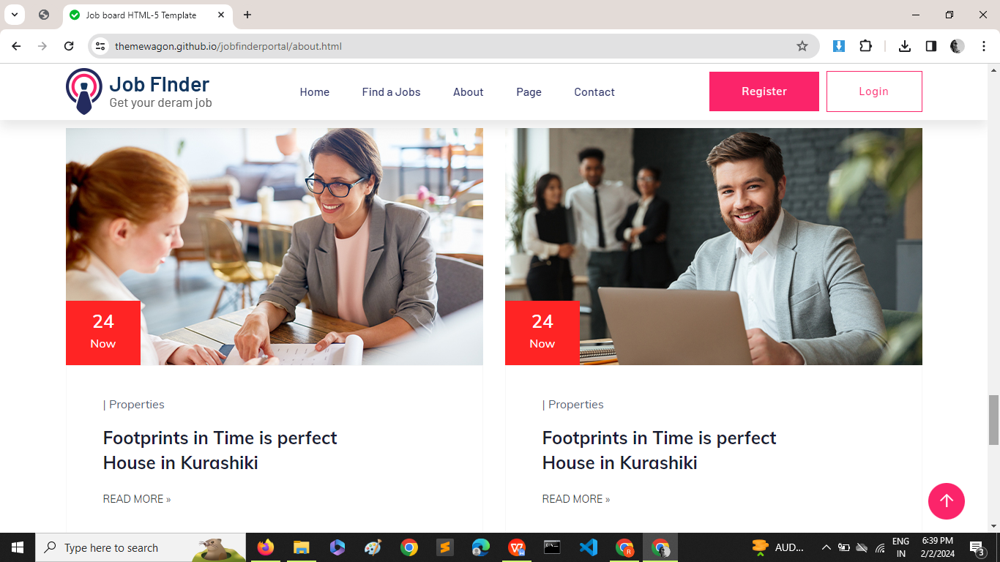 Job board HTML-5 Template
themewagon.github.io/jobfinderportal/about.html
Job FInder
Get your deram job
Home Find a Jobs About Page Contact
Register
Login
24
Now
24
Now
| Properties
Footprints in Time is perfect
House in Kurashiki
READ MORE »
| Properties
Footprints in Time is perfect
House in Kurashiki
READ MORE »
Type here to search
AUD...
ENG
IN
6:39 PM
2/2/2024
3